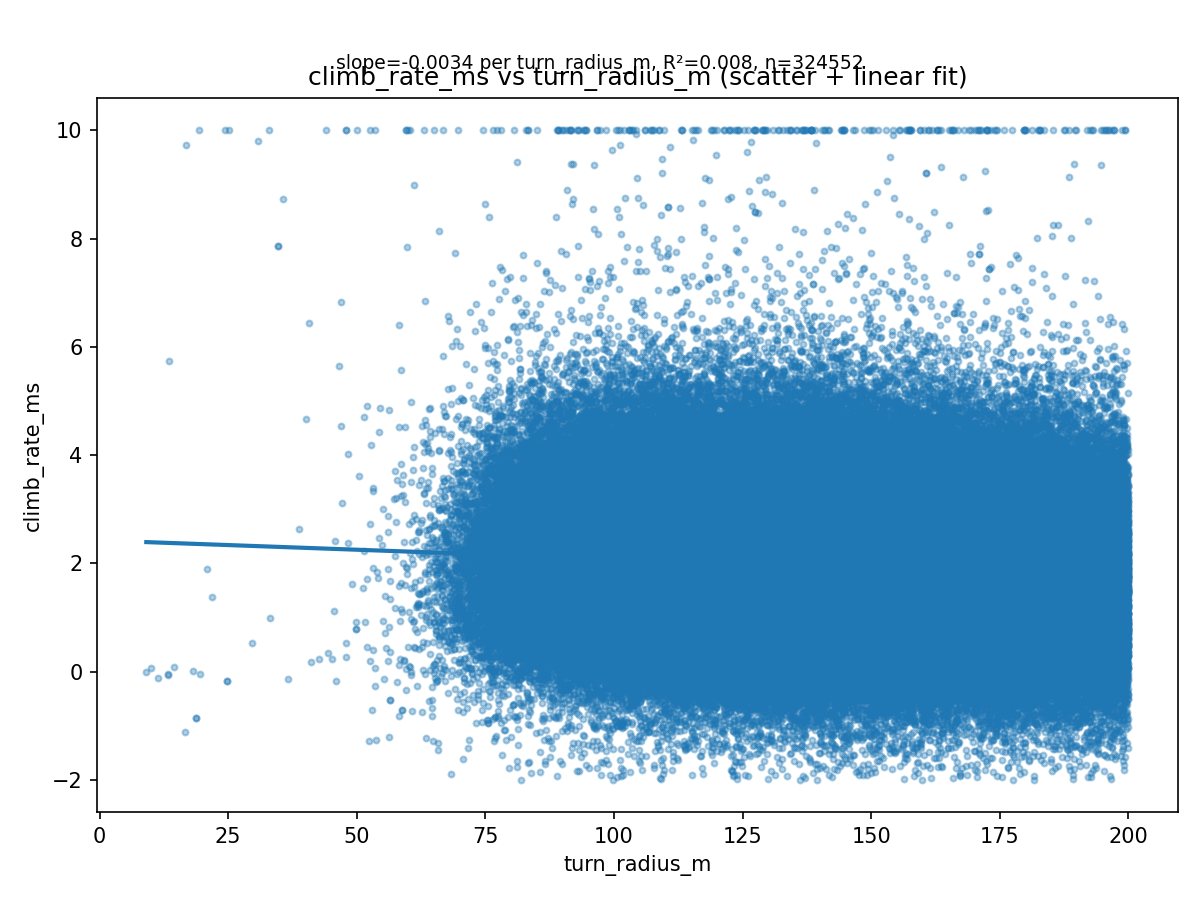 slope=-0.0034 per turn_radius_m, R²=0.008, n=324552
climb_rate_ms vs turn_radius_m (scatter + linear fit)
10
8
6
4
2
0
−2
climb_rate_ms
0 25 50 75 100 125 150 175 200
turn_radius_m